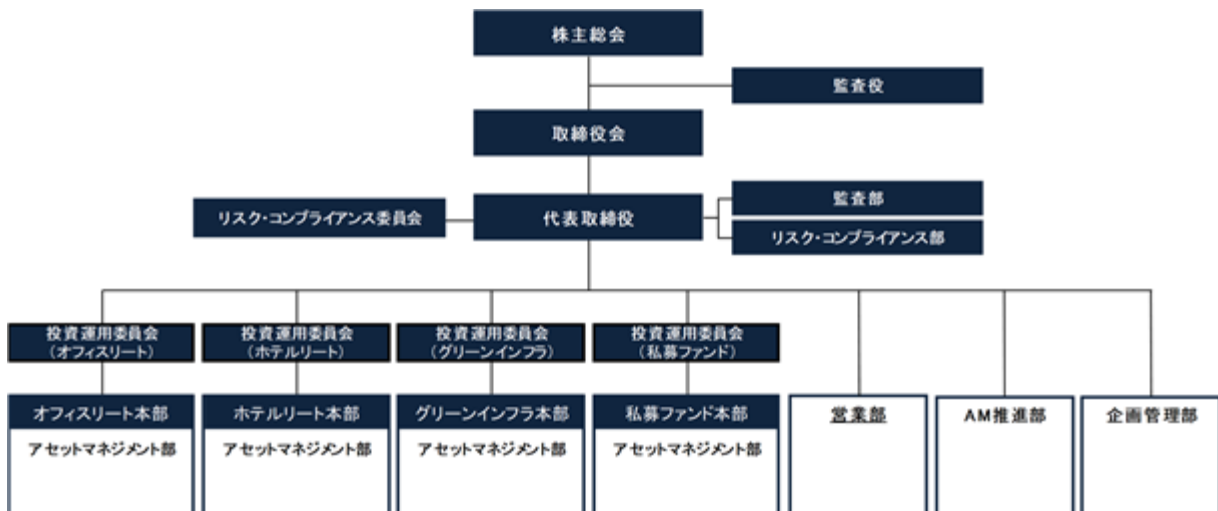 株主総会
監査役
取締役会
監査部
リスク・コンプライアンス委員会
代表取締役
リスク・コンプライアンス部
投資運用委員会
（オフィスリート）
投資運用委員会
（ホテルリート）
投資運用委員会
（グリーンインフラ）
投資運用委員会
（私募ファンド）
オフィスリート本部
アセットマネジメント部
ホテルリート本部
アセットマネジメント部
グリーンインフラ本部
アセットマネジメント部
私募ファンド本部
アセットマネジメント部
営業部
AM推進部
企画管理部